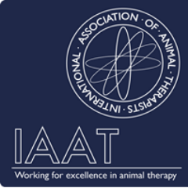 INTERNATIONAL · ASSOCIATION · OF · ANIMAL · THERAPISTS ·
IAAT
Working for excellence in animal therapy